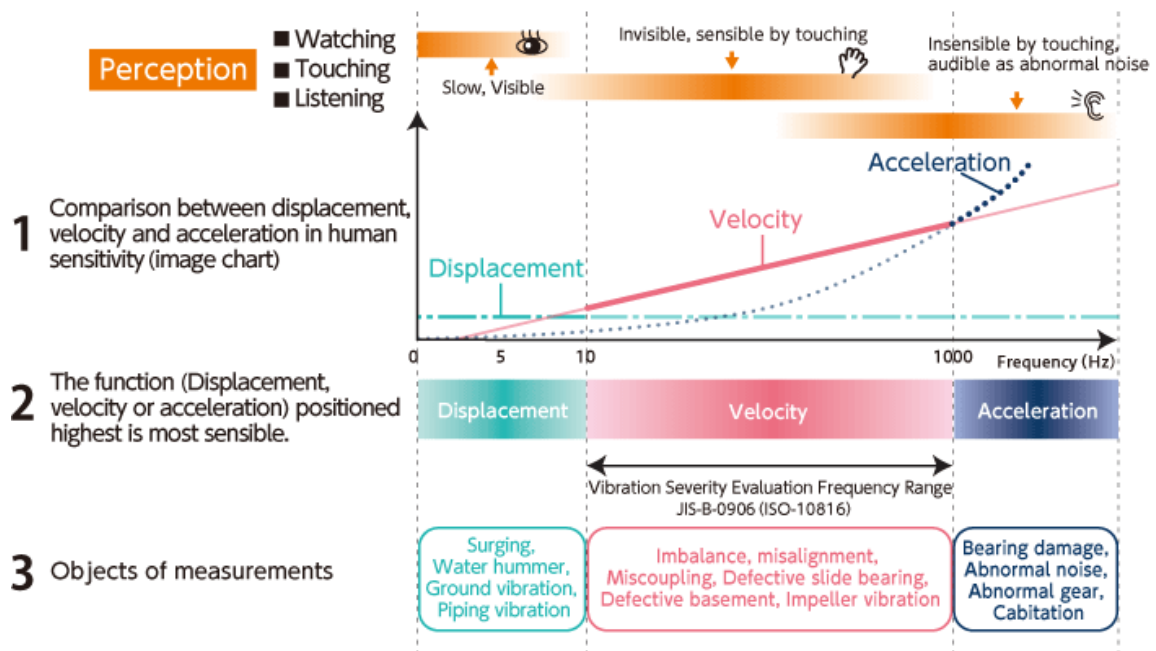 Perception
■ Watching
■ Touching
■ Listening
Slow, Visible
Invisible, sensible by touching
Insensible by touching,
audible as abnormal noise
1
Comparison between displacement,
velocity and acceleration in human
sensitivity (image chart)
Displacement
Velocity
Acceleration
0
5
10
1000
Frequency (Hz)
2
The function (Displacement,
velocity or acceleration) positioned
highest is most sensible.
Displacement
Velocity
Acceleration
Vibration Severity Evaluation Frequency Range
JIS-B-0906 (ISO-10816)
3
Objects of measurements
Surging,
Water hummer,
Ground vibration,
Piping vibration
Imbalance, misalignment,
Miscoupling, Defective slide bearing,
Defective basement, Impeller vibration
Bearing damage,
Abnormal noise,
Abnormal gear,
Cabitation